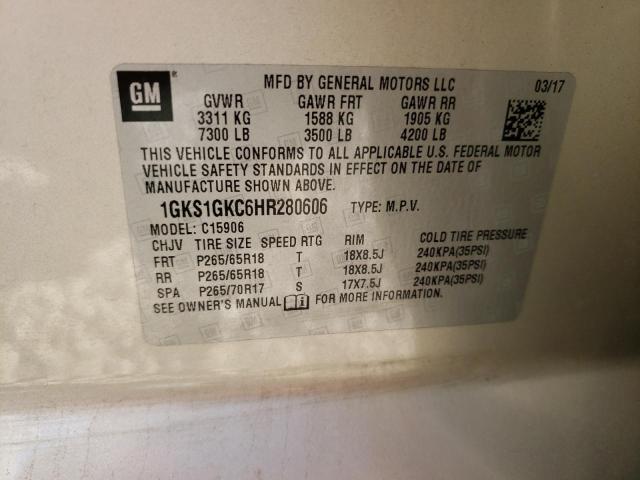 GM
MFD BY GENERAL MOTORS LLC 03/17
GVWR GAWR FRT GAWR RR
3311 KG 1588 KG 1905 KG
7300 LB 3500 LB 4200 LB
THIS VEHICLE CONFORMS TO ALL APPLICABLE U.S. FEDERAL MOTOR
VEHICLE SAFETY STANDARDS IN EFFECT ON THE DATE OF
MANUFACTURE SHOWN ABOVE.
1GKS1GKC6HR280606 TYPE: M.P.V.
MODEL: C15906
CHJV TIRE SIZE SPEED RTG RIM COLD TIRE PRESSURE
FRT P265/65R18 T 18X8.5J 240KPA(35PSI)
RR P265/65R18 T 18X8.5J 240KPA(35PSI)
SPA P265/70R17 S 17X7.5J 240KPA(35PSI)
SEE OWNER'S MANUAL i FOR MORE INFORMATION.